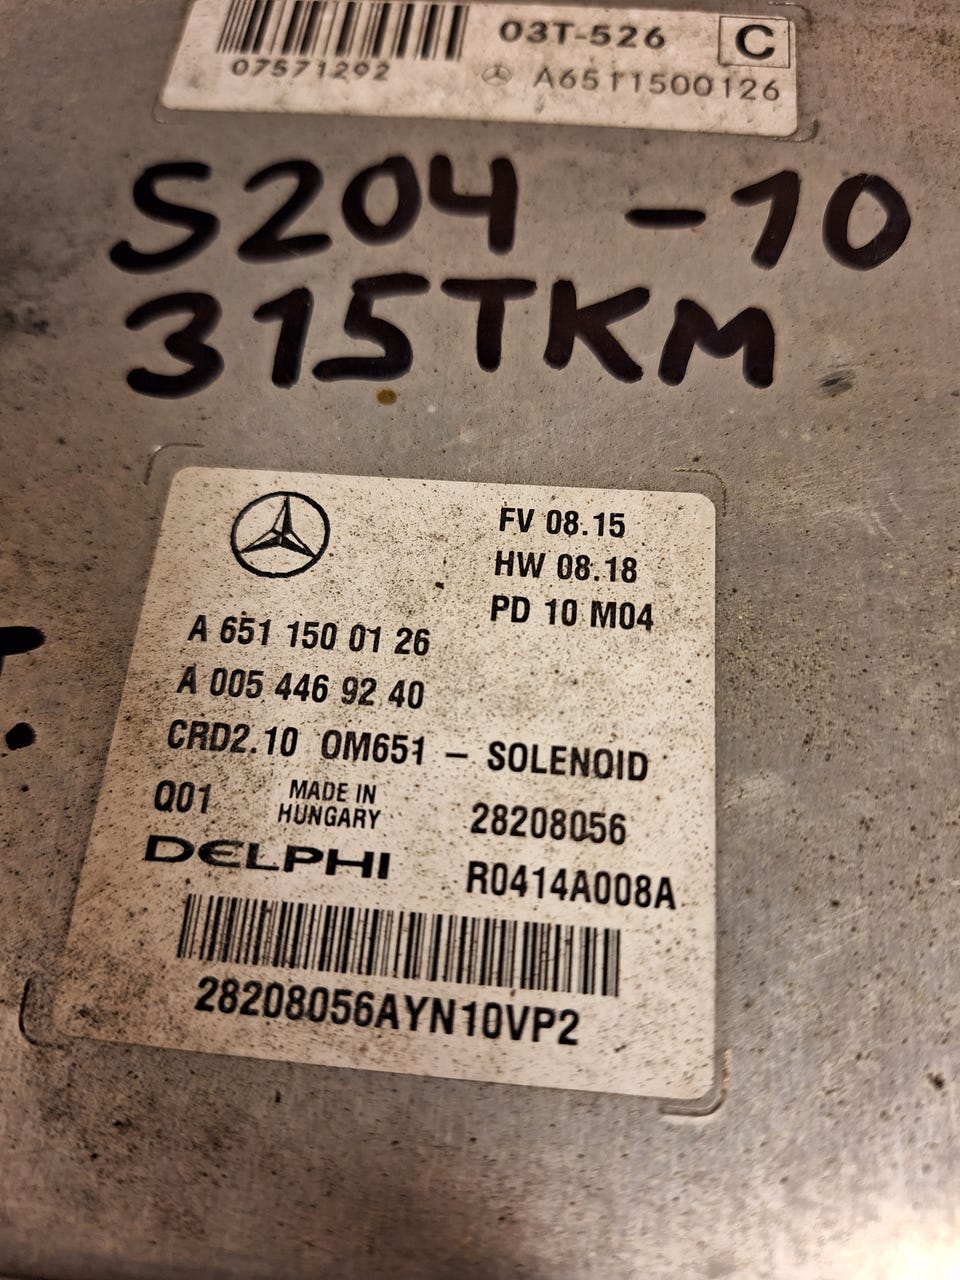 03T-526 C
07571292 A6511500126
S204 -10
315TKM
FV 08.15
HW 08.18
PD 10 M04
A 651 150 01 26
A 005 446 92 40
CRD2.10 OM651 – SOLENOID
Q01 MADE IN HUNGARY 28208056
DELPHI R0414A008A
28208056AYN10VP2